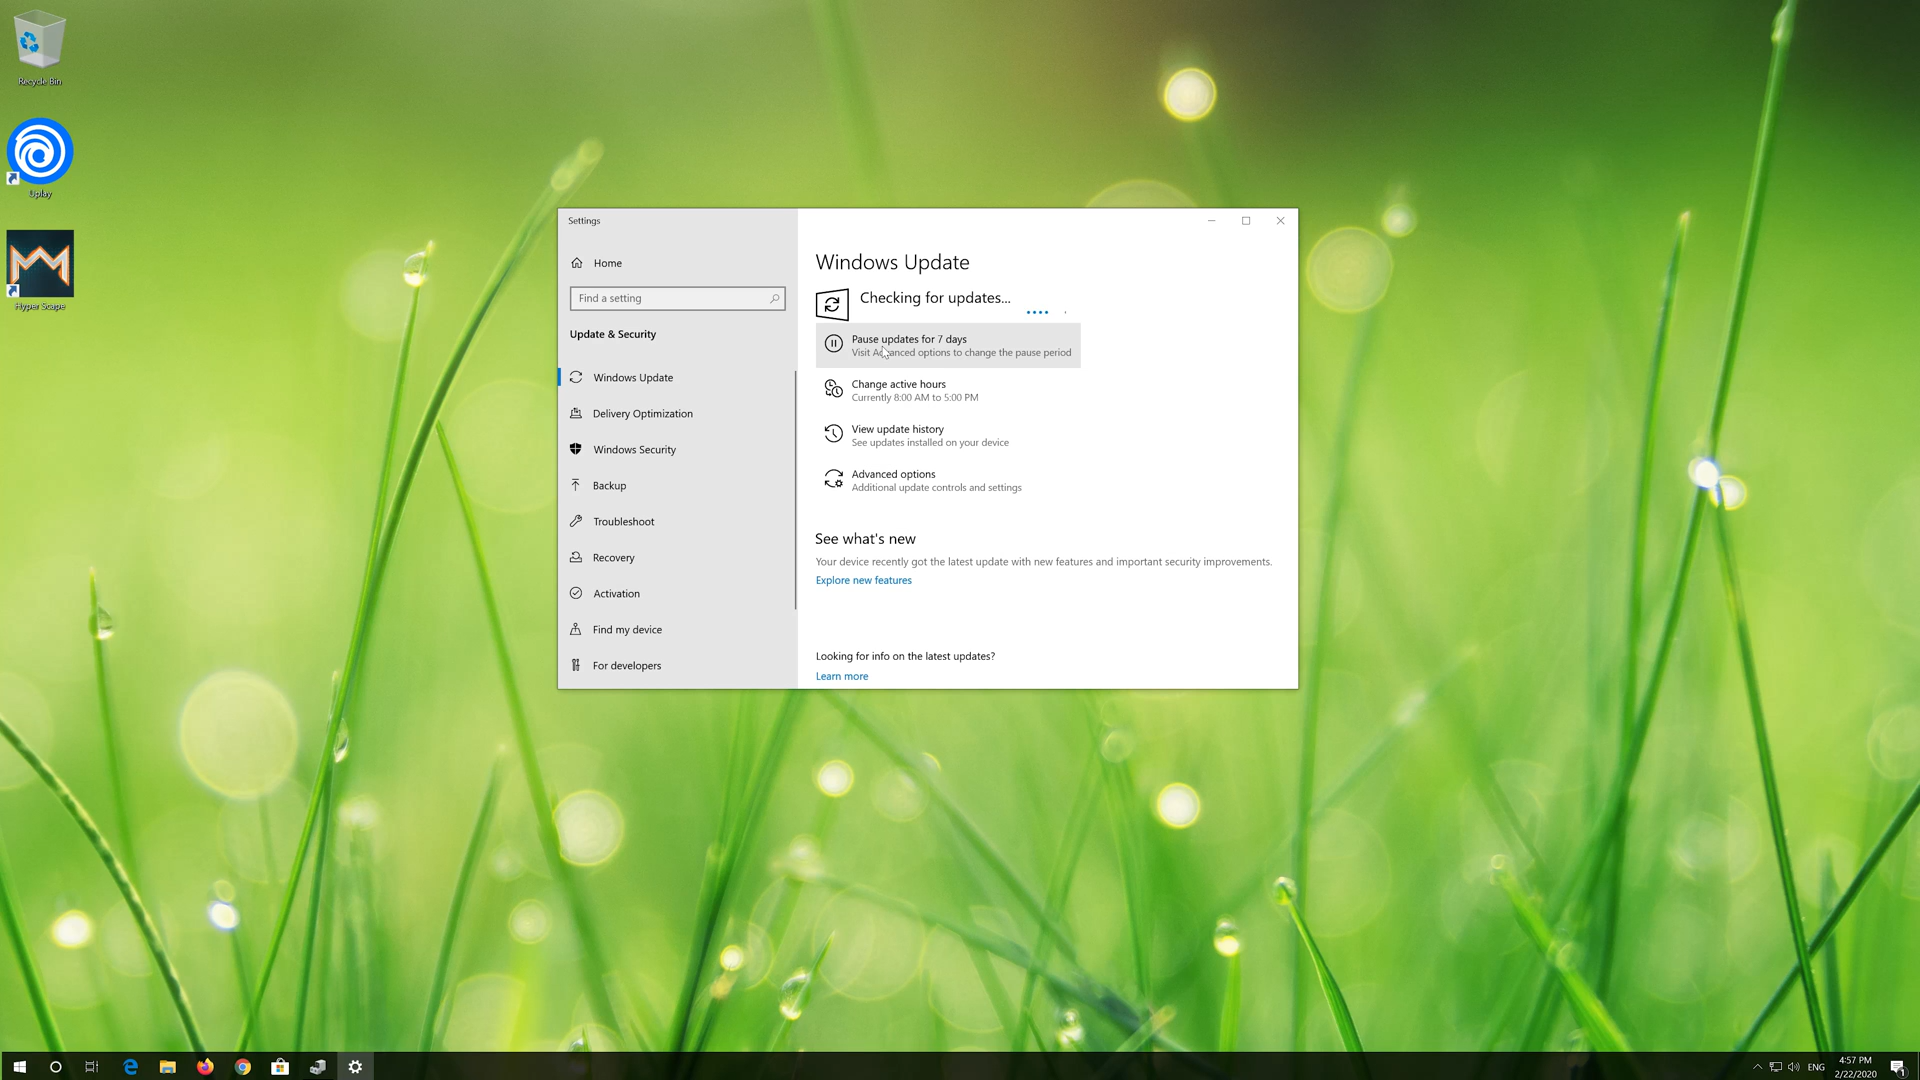 Recycle Bin
Uplay
Hyper Scape
Settings
Home
Find a setting
Update & Security
Windows Update
Delivery Optimization
Windows Security
Backup
Troubleshoot
Recovery
Activation
Find my device
For developers
Windows Update
Checking for updates...
Pause updates for 7 days
Visit Advanced options to change the pause period
Change active hours
Currently 8:00 AM to 5:00 PM
View update history
See updates installed on your device
Advanced options
Additional update controls and settings
See what's new
Your device recently got the latest update with new features and important security improvements.
Explore new features
Looking for info on the latest updates?
Learn more
ENG
4:57 PM
2/22/2020
1